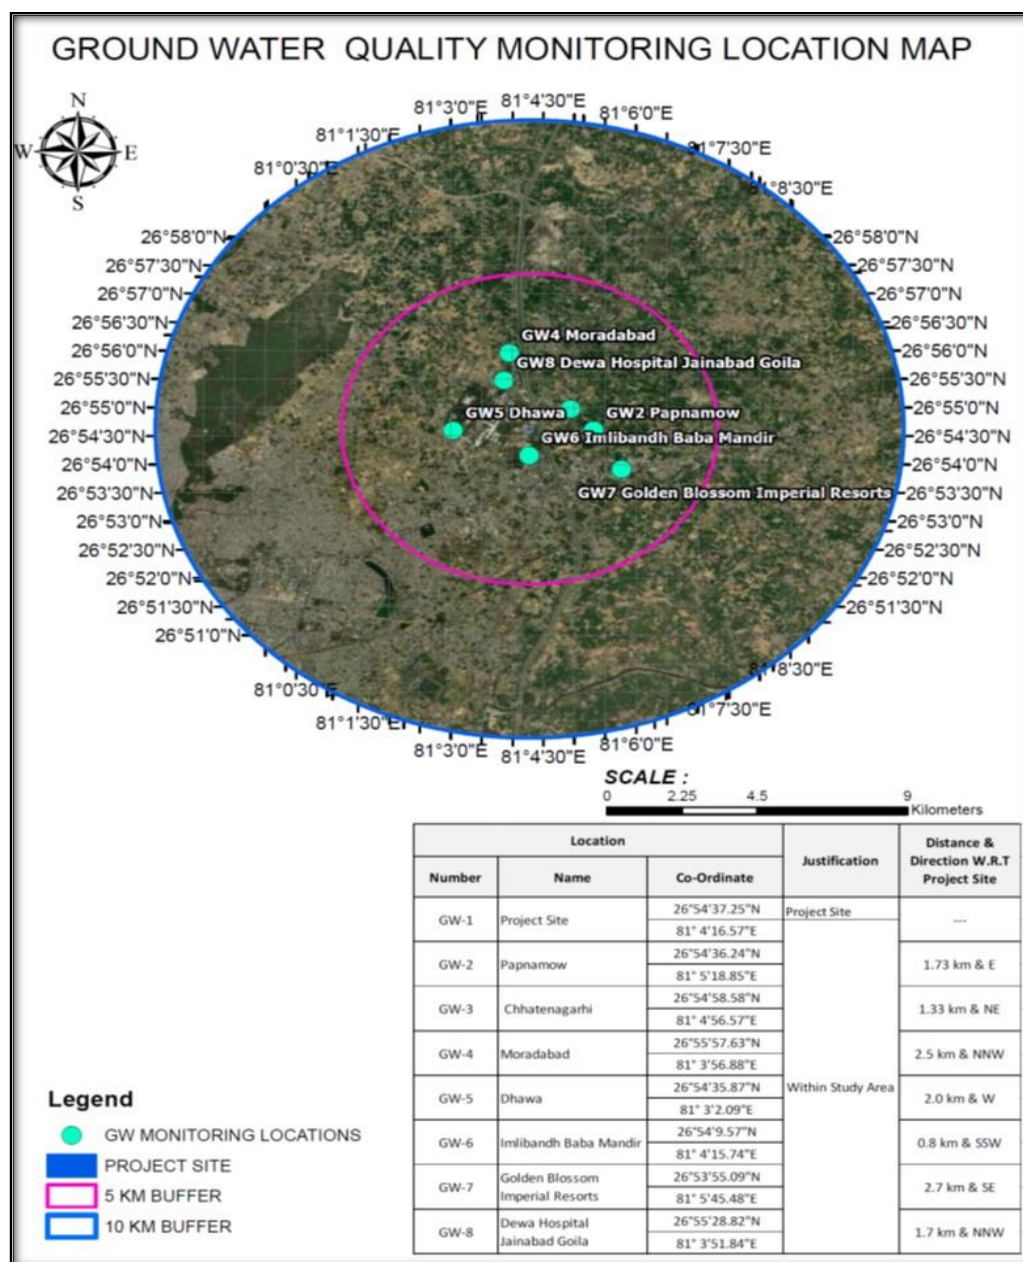 GROUND WATER QUALITY MONITORING LOCATION MAP
N
W
E
S
81°0'30"E
81°1'30"E
81°3'0"E
81°4'30"E
81°6'0"E
81°7'30"E
81°8'30"E
26°58'0"N
26°57'30"N
26°57'0"N
26°56'30"N
26°56'0"N
26°55'30"N
26°55'0"N
26°54'30"N
26°54'0"N
26°53'30"N
26°53'0"N
26°52'30"N
26°52'0"N
26°51'30"N
26°51'0"N
GW4 Moradabad
GW8 Dewa Hospital Jainabad Goila
GW5 Dhawa
GW2 Papnamow
GW6 Imlibandh Baba Mandir
GW7 Golden Blossom Imperial Resorts
26°58'0"N
26°57'30"N
26°57'0"N
26°56'30"N
26°56'0"N
26°55'30"N
26°55'0"N
26°54'30"N
26°54'0"N
26°53'30"N
26°53'0"N
26°52'30"N
26°52'0"N
26°51'30"N
81°0'30"E
81°1'30"E
81°3'0"E
81°4'30"E
81°6'0"E
81°7'30"E
81°8'30"E
SCALE :
0 2.25 4.5 9
Kilometers
Location
Justification
Distance & Direction W.R.T Project Site
Number Name Co-Ordinate
GW-1 Project Site 26°54'37.25"N Project Site ---
81° 4'16.57"E
GW-2 Papnamow 26°54'36.24"N 1.73 km & E
81° 5'18.85"E
GW-3 Chhatenagarhi 26°54'58.58"N 1.33 km & NE
81° 4'56.57"E
GW-4 Moradabad 26°55'57.63"N 2.5 km & NNW
81° 3'56.88"E
GW-5 Dhawa 26°54'35.87"N Within Study Area 2.0 km & W
81° 3'2.09"E
GW-6 Imlibandh Baba Mandir 26°54'9.57"N 0.8 km & SSW
81° 4'15.74"E
GW-7 Golden Blossom Imperial Resorts 26°53'55.09"N 2.7 km & SE
81° 5'45.48"E
GW-8 Dewa Hospital Jainabad Goila 26°55'28.82"N 1.7 km & NNW
81° 3'51.84"E
Legend
GW MONITORING LOCATIONS
PROJECT SITE
5 KM BUFFER
10 KM BUFFER